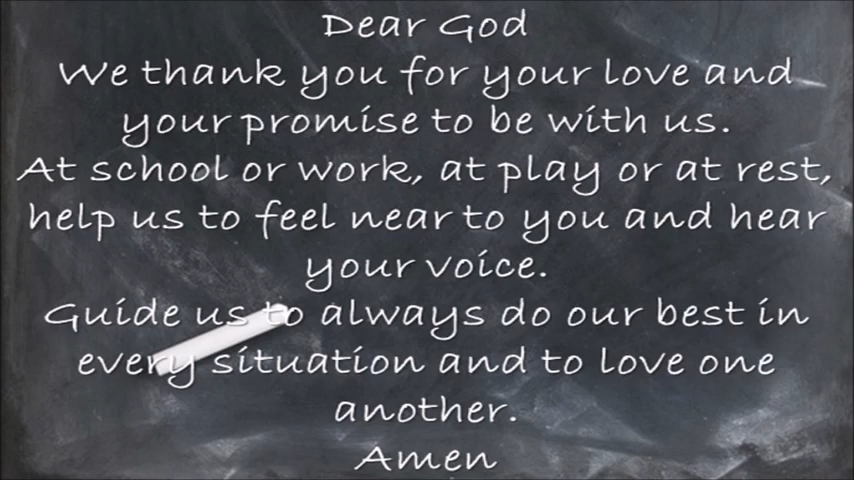 Dear God
We thank you for your love and
your promise to be with us.
At school or work, at play or at rest,
help us to feel near to you and hear
your voice.
Guide us to always do our best in
every situation and to love one
another.
Amen